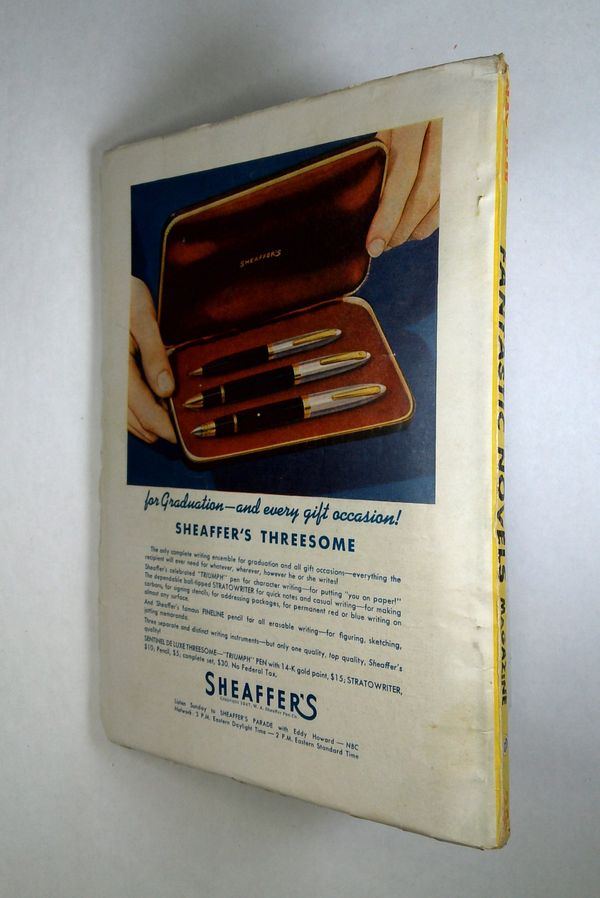 SHEAFFER'S
for Graduation—and every gift occasion!
SHEAFFER'S THREESOME
The only complete writing ensemble for graduation and all gift occasions—everything the
recipient will ever need for whatever, wherever, however he or she writes!
Sheaffer's celebrated "TRIUMPH" pen for character writing—for putting "you on paper!"
The dependable ball-tipped STRATOWRITER for quick notes and casual writing—for making
carbons, for signing stencils, for addressing packages, for permanent red or blue writing on
almost any surface.
And Sheaffer's famous FINELINE pencil for all erasable writing—for figuring, sketching,
jotting memoranda.
Three separate and distinct writing instruments—but only one quality, top quality, Sheaffer's
quality!
SENTINEL DE LUXE THREESOME—"TRIUMPH" PEN with 14-K gold point, $15; STRATOWRITER,
$10; Pencil, $5; complete set, $30. No Federal Tax.
SHEAFFER'S
Copyright 1947, W. A. Sheaffer Pen Co.
Listen Sunday to SHEAFFER'S PARADE with Eddy Howard — NBC
Network: 3 P.M. Eastern Daylight Time — 2 P.M. Eastern Standard Time
FANTASTIC NOVELS MAGAZINE